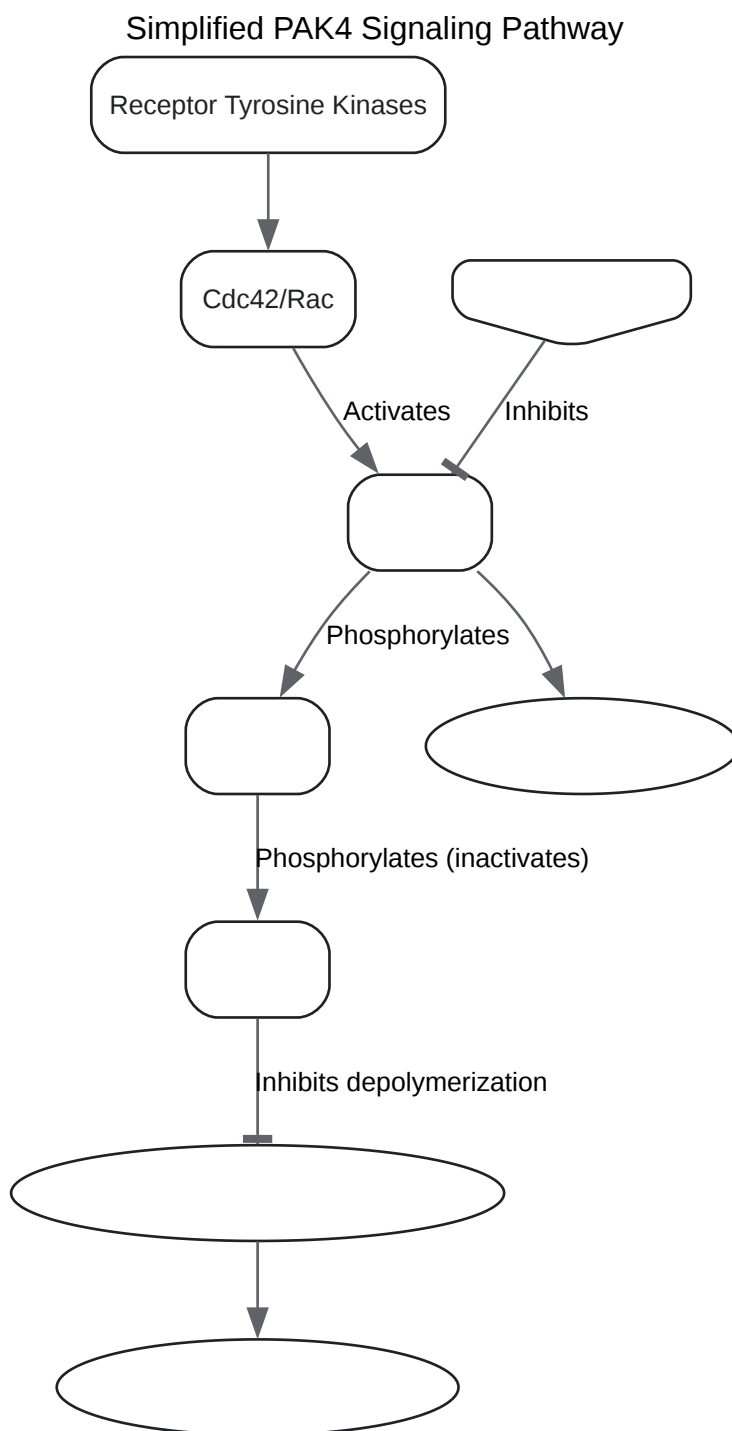 Simplified PAK4 Signaling Pathway
Receptor Tyrosine Kinases
Cdc42/Rac
Activates
Inhibits
Phosphorylates
Phosphorylates (inactivates)
Inhibits depolymerization